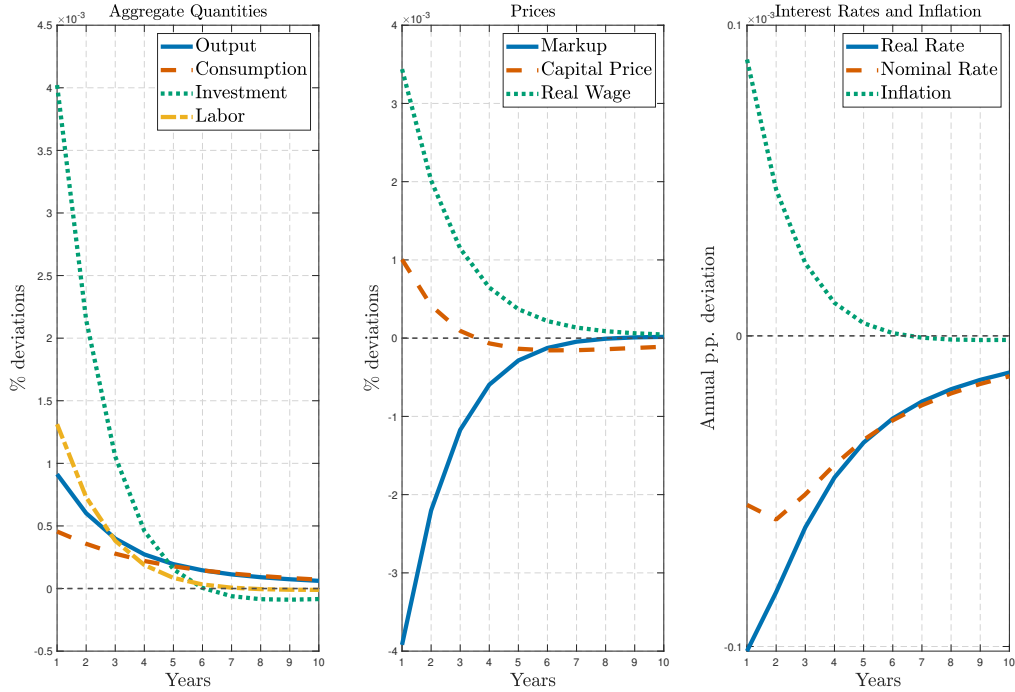 Aggregate Quantities
×10⁻³
4.5
4
3.5
3
2.5
2
1.5
1
0.5
0
-0.5
% deviations
Output
Consumption
Investment
Labor
1 2 3 4 5 6 7 8 9 10
Years
Prices
×10⁻³
4
3
2
1
0
-1
-2
-3
-4
% deviations
Markup
Capital Price
Real Wage
1 2 3 4 5 6 7 8 9 10
Years
Interest Rates and Inflation
×10⁻³
0.1
0
-0.1
Annual p.p. deviation
Real Rate
Nominal Rate
Inflation
1 2 3 4 5 6 7 8 9 10
Years